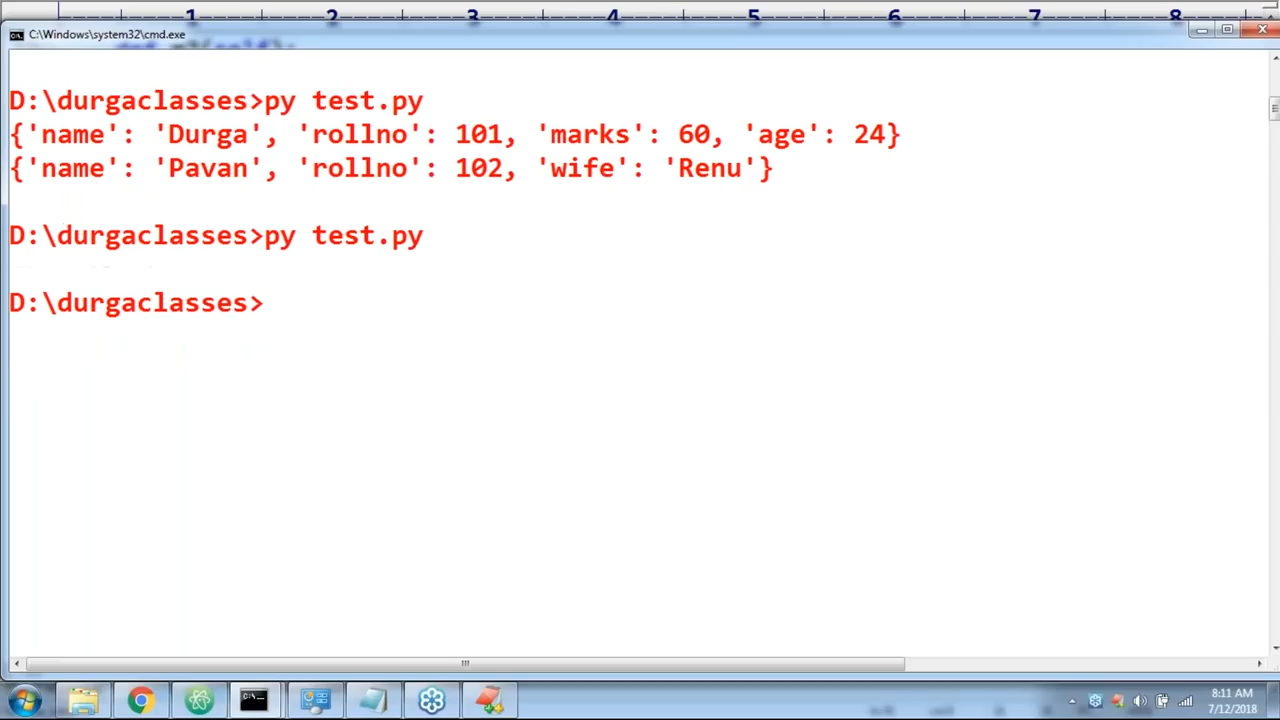 1 2 3 4 5 6 7 8
C:\Windows\system32\cmd.exe
D:\durgaclasses>py test.py
{'name': 'Durga', 'rollno': 101, 'marks': 60, 'age': 24}
{'name': 'Pavan', 'rollno': 102, 'wife': 'Renu'}
D:\durgaclasses>py test.py
D:\durgaclasses>
8:11 AM
7/12/2018